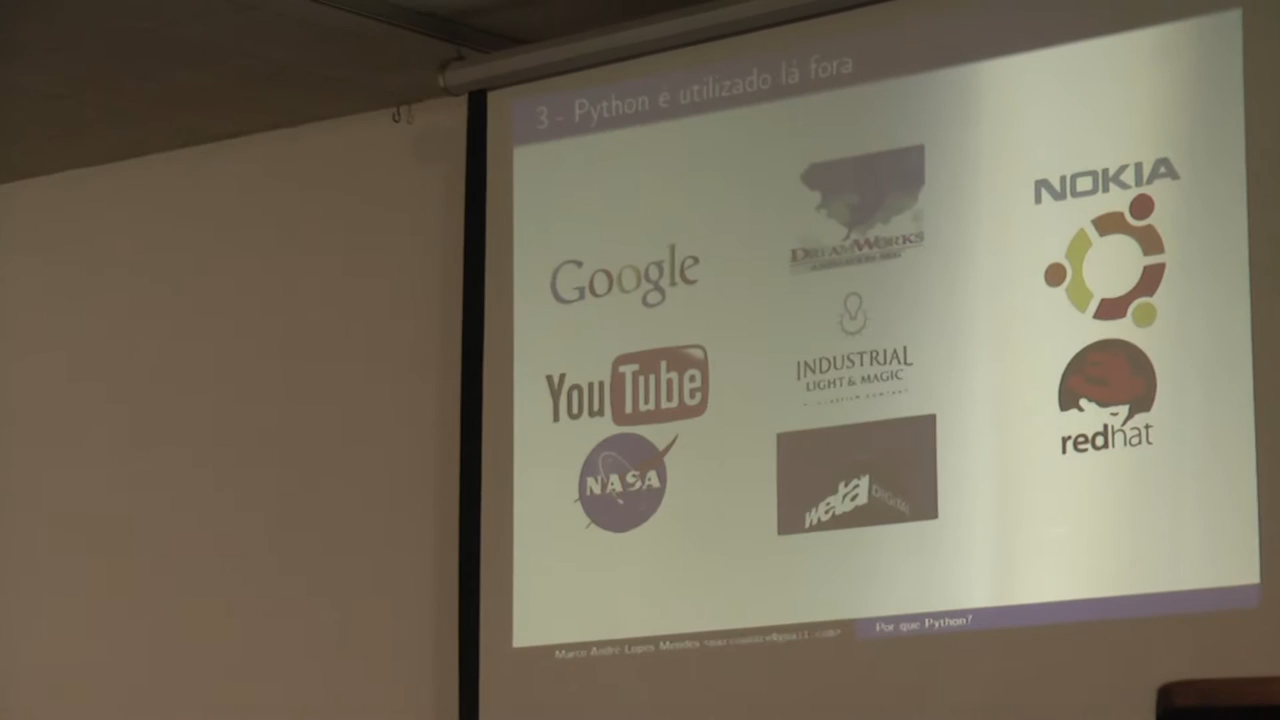 3 - Python é utilizado lá fora
Google
YouTube
NASA
DREAMWORKS
INDUSTRIAL
LIGHT & MAGIC
weta DIGITAL
NOKIA
redhat
Marco André Lopes Mendes
Por que Python?